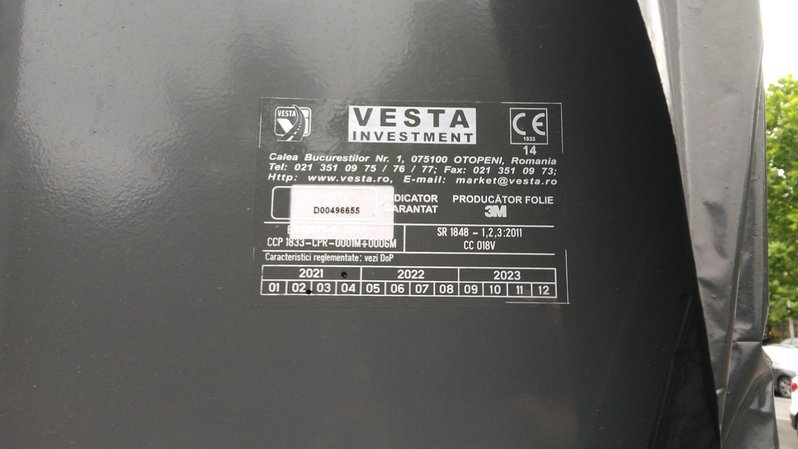 VESTA
VESTA
INVESTMENT
CE
1833
14
Calea Bucurestilor Nr. 1, 075100 OTOPENI, Romania
Tel: 021 351 09 75 / 76 / 77; Fax: 021 351 09 73;
Http: www.vesta.ro, E-mail: market@vesta.ro
D00496655
INDICATOR
GARANTAT
PRODUCĂTOR FOLIE
3M
CCP 1833-CPR-0001M÷0006M
SR 1848 - 1,2,3:2011
CC 018V
Caracteristici reglementate: vezi DoP
2021 2022 2023
01 02 03 04 05 06 07 08 09 10 11 12